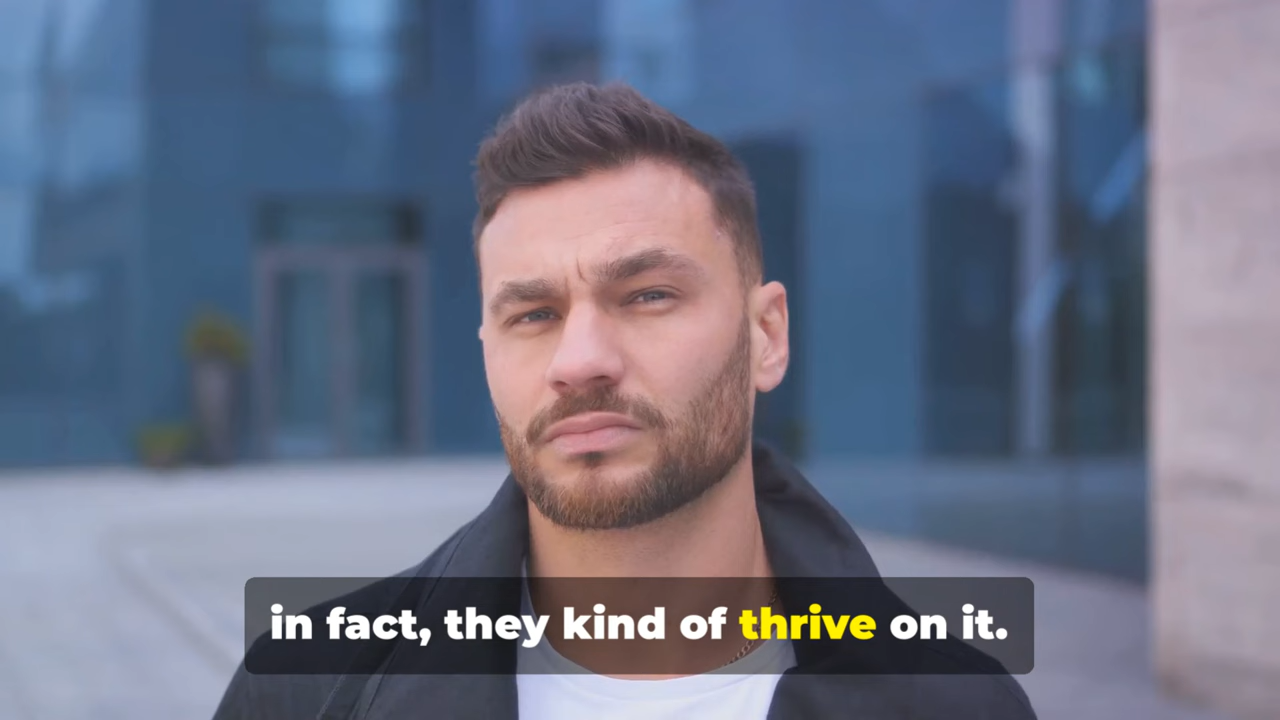 in fact, they kind of thrive on it.